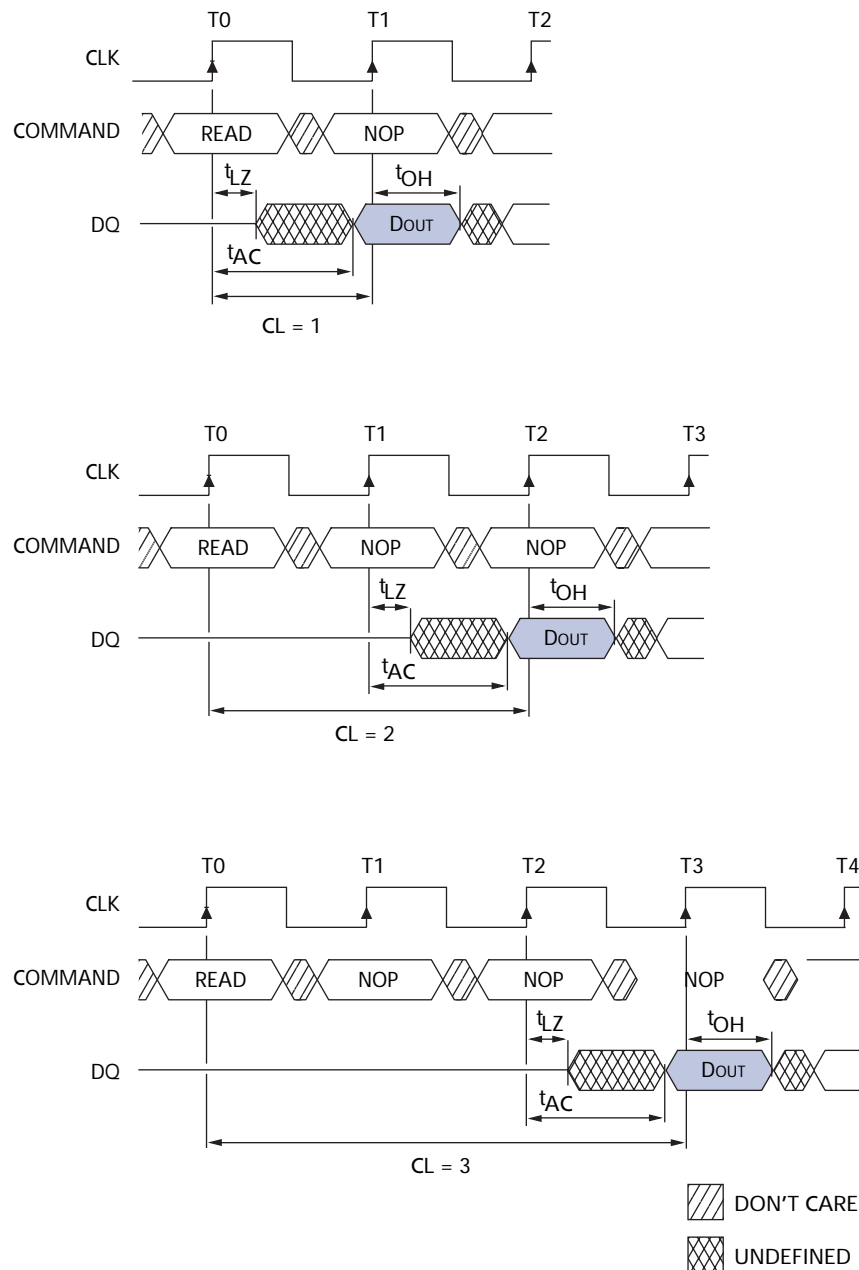 T0 T1 T2
CLK
COMMAND READ NOP
tLZ tOH
DQ DOUT
tAC
CL = 1
T0 T1 T2 T3
CLK
COMMAND READ NOP NOP
tLZ tOH
DQ DOUT
tAC
CL = 2
T0 T1 T2 T3 T4
CLK
COMMAND READ NOP NOP NOP
tLZ tOH
DQ DOUT
tAC
CL = 3
DON'T CARE
UNDEFINED